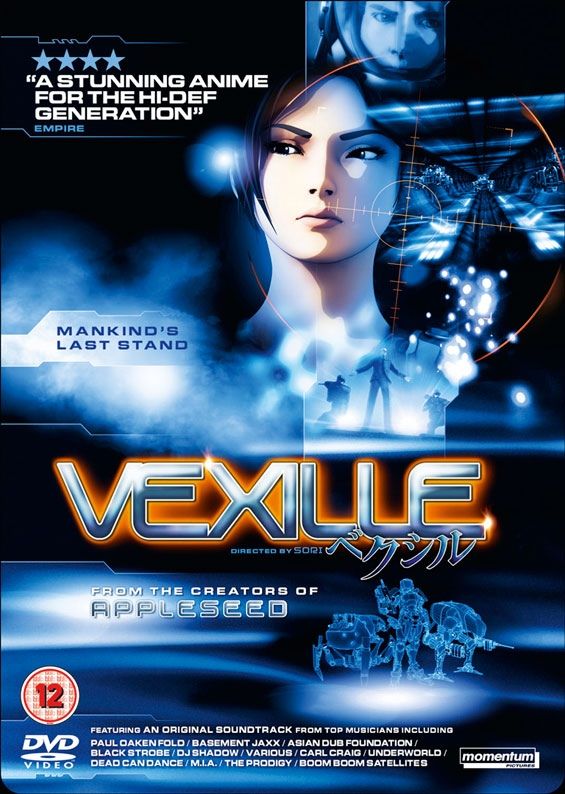 “A STUNNING ANIME
FOR THE HI-DEF
GENERATION”
EMPIRE
MANKIND'S
LAST STAND
VEXILLE
DIRECTED BY SORI
ベクシル
FROM THE CREATORS OF
APPLESEED
12
FEATURING AN ORIGINAL SOUNDTRACK FROM TOP MUSICIANS INCLUDING
PAUL OAKEN FOLD / BASEMENT JAXX / ASIAN DUB FOUNDATION /
BLACK STROBE / DJ SHADOW / VARIOUS / CARL CRAIG / UNDERWORLD /
DEAD CAN DANCE / M.I.A. / THE PRODIGY / BOOM BOOM SATELLITES
DVD
VIDEO
momentum
PICTURES